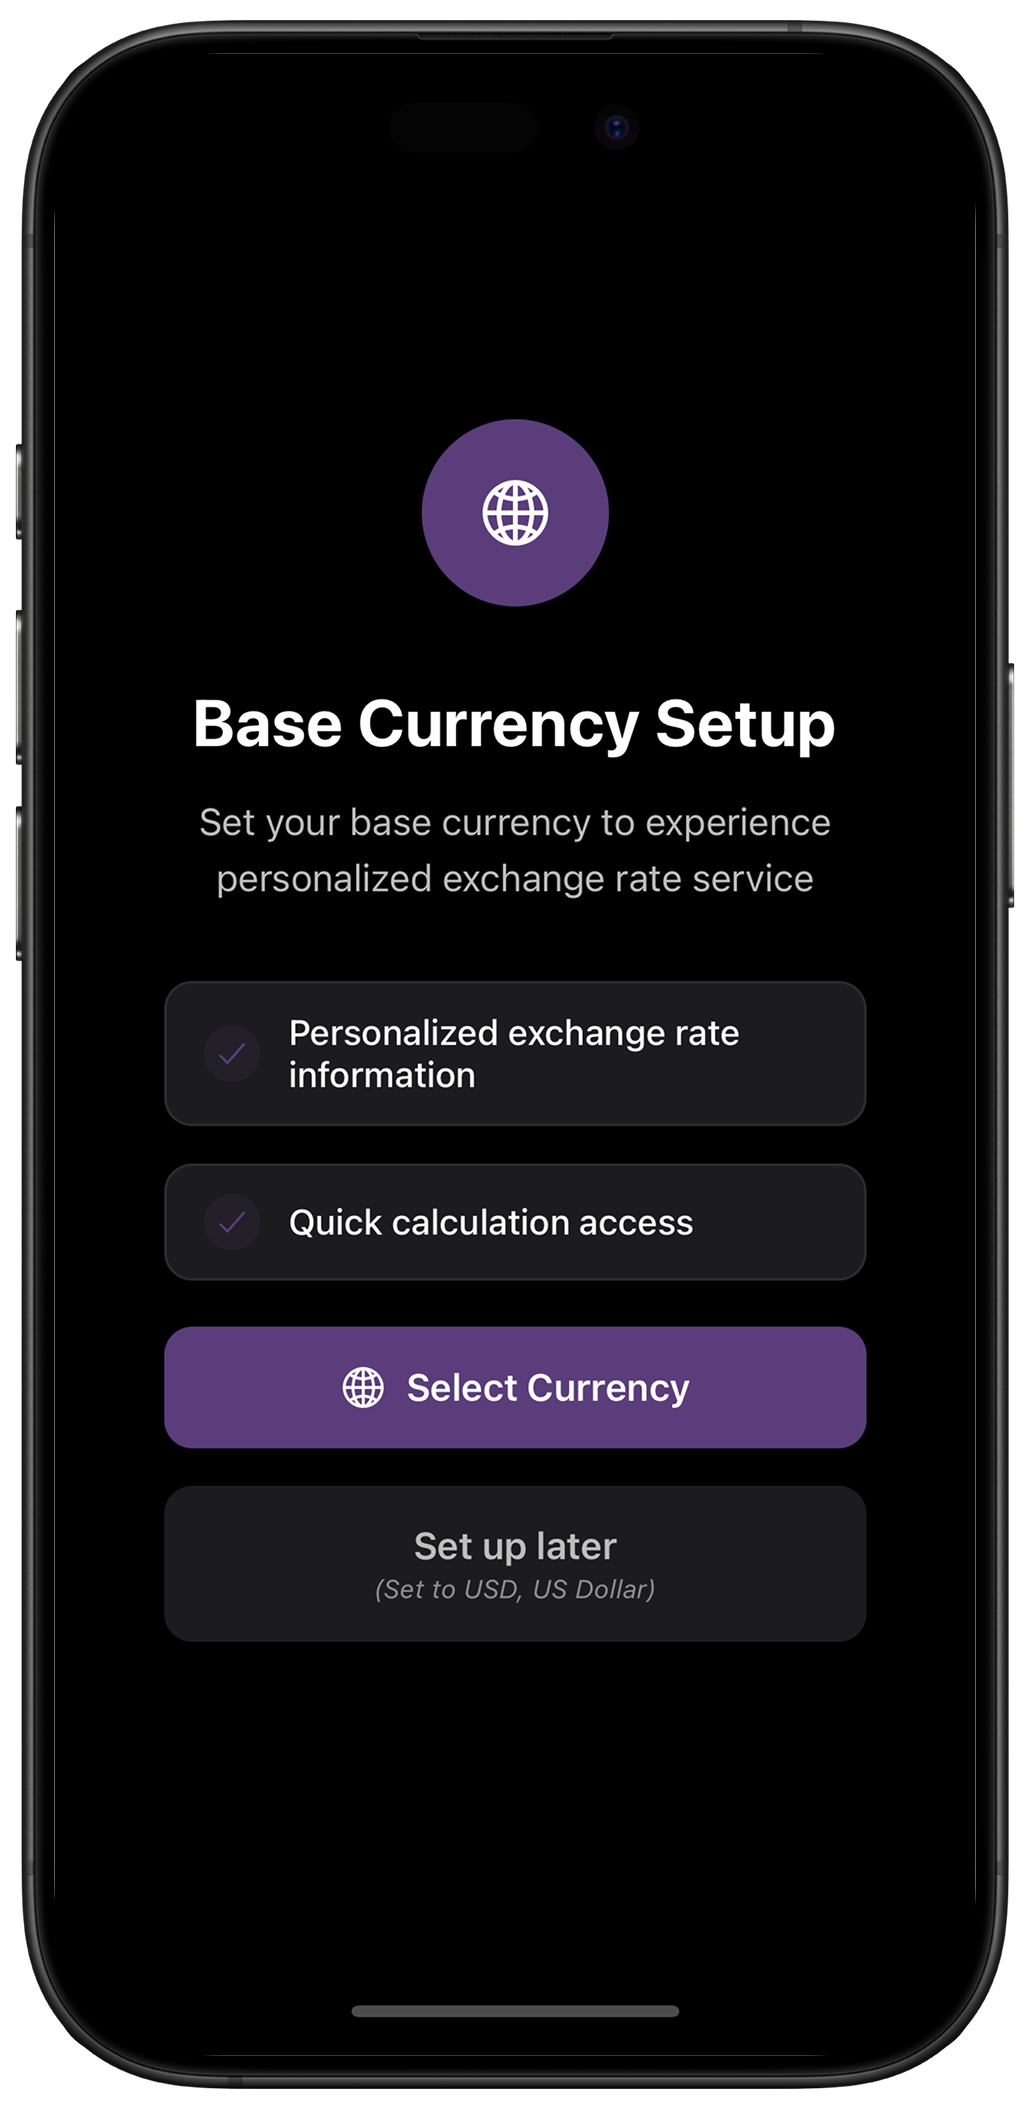 Base Currency Setup
Set your base currency to experience
personalized exchange rate service
Personalized exchange rate
information
Quick calculation access
Select Currency
Set up later
(Set to USD, US Dollar)